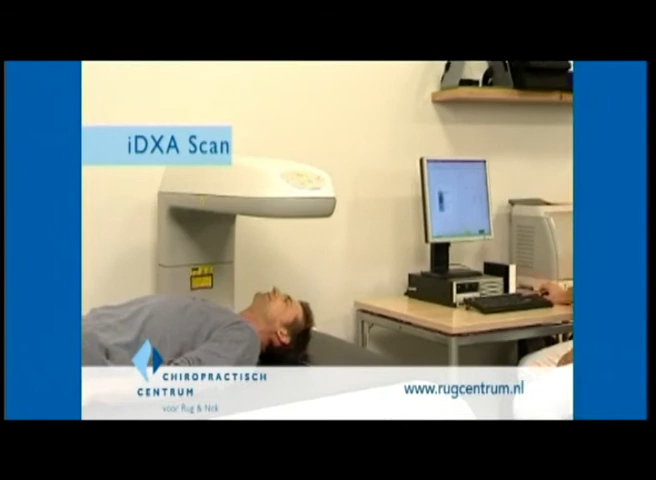 iDXA Scan
CHIROPRACTISCH
CENTRUM
voor Rug & Nek
www.rugcentrum.nl